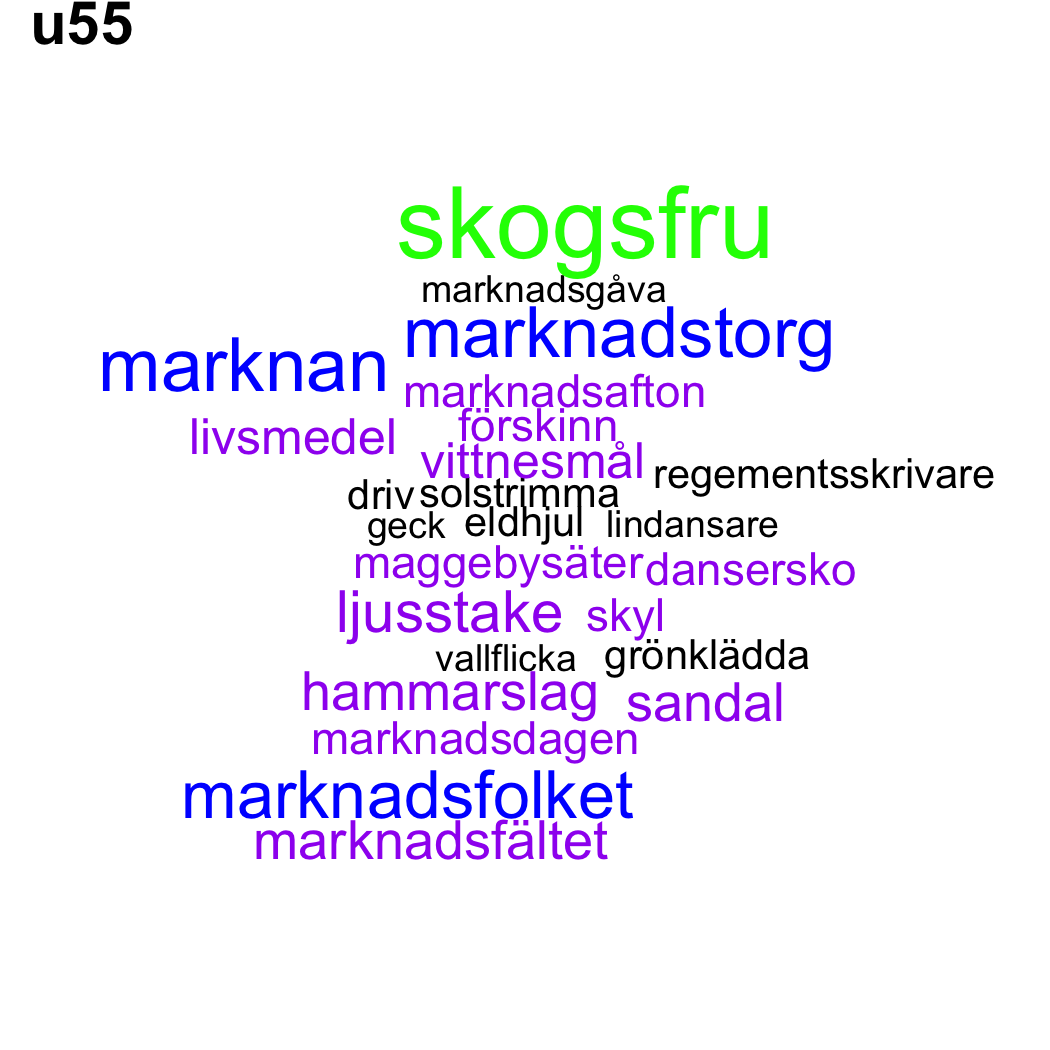 u55
skogsfru
marknadsgåva
marknadstorg
marknan
marknadsafton
förskinn
livsmedel
vittnesmål
regementsskrivare
driv solstrimma
geck eldhjul lindansare
maggebysäter dansersko
ljusstake skyl
vallflicka grönklädda
hammarslag sandal
marknadsdagen
marknadsfolket
marknadsfältet